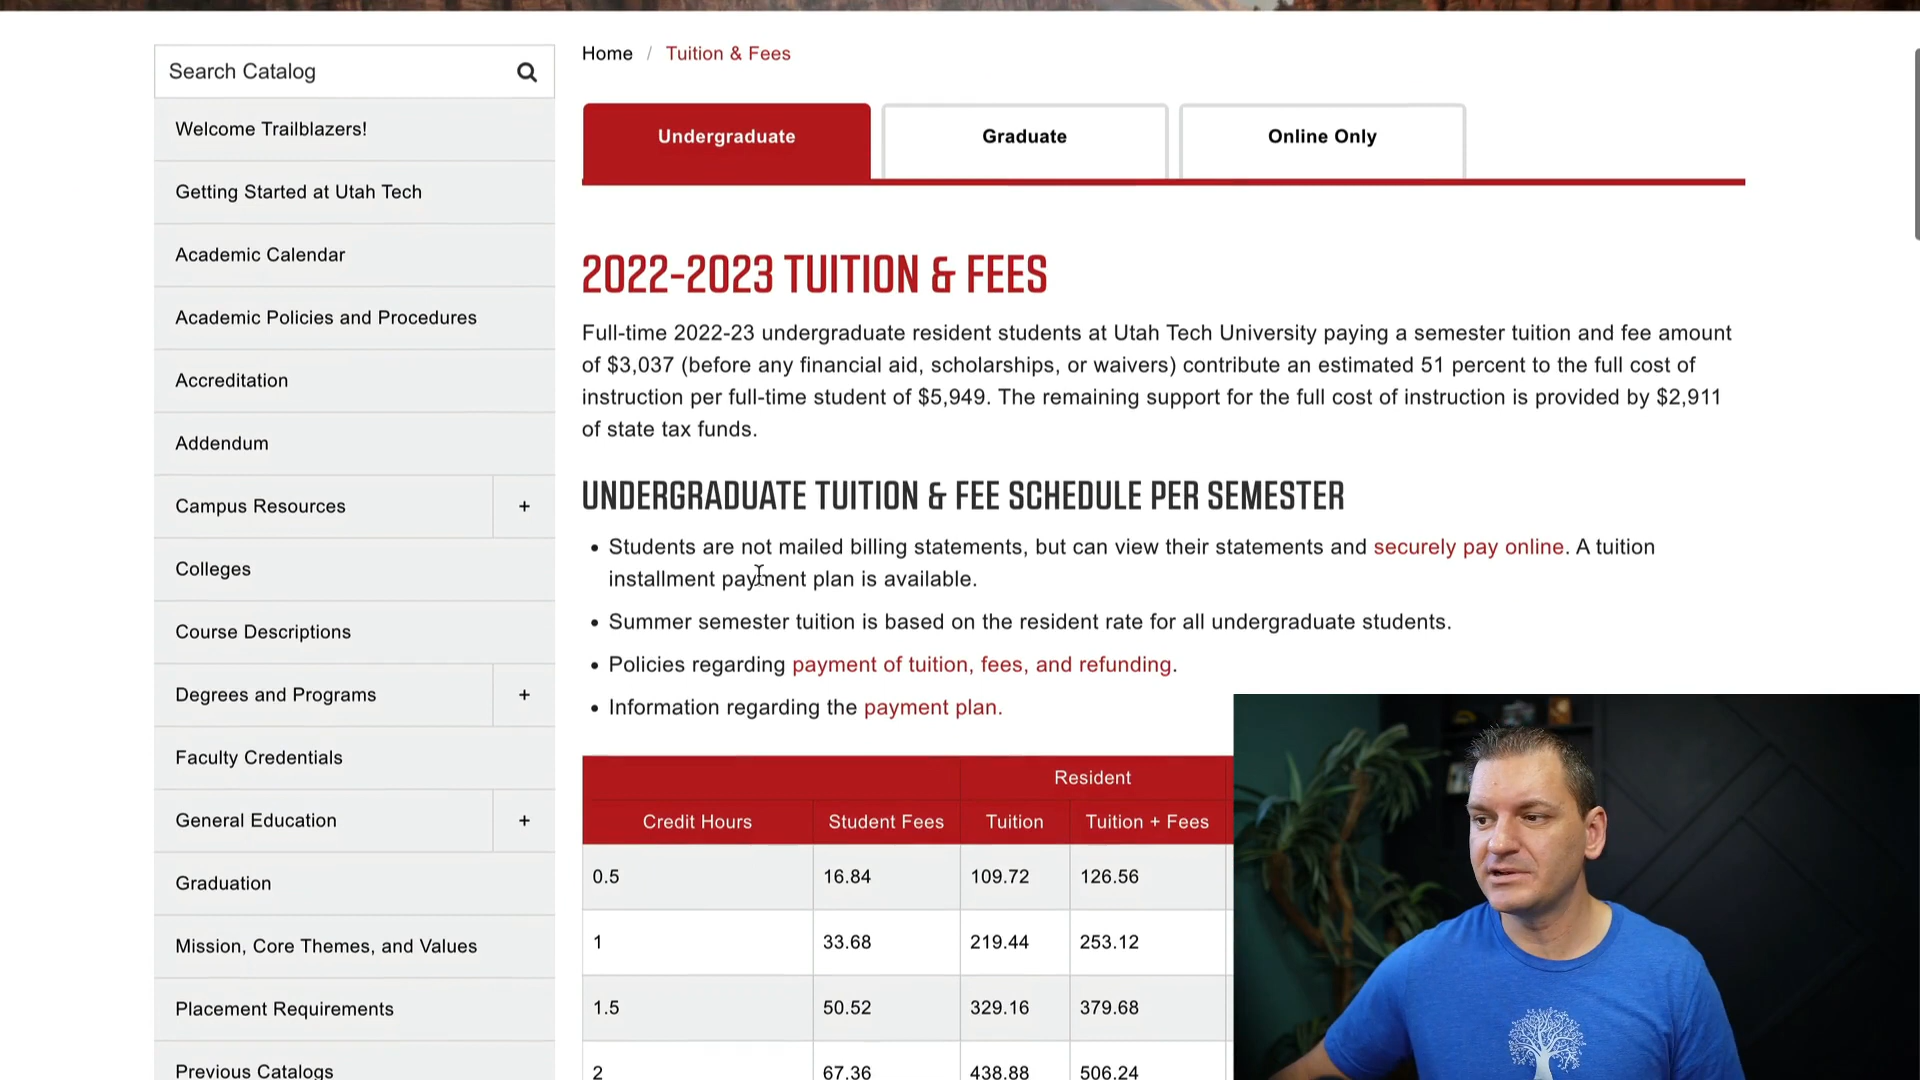 Search Catalog
Welcome Trailblazers!
Getting Started at Utah Tech
Academic Calendar
Academic Policies and Procedures
Accreditation
Addendum
Campus Resources +
Colleges
Course Descriptions
Degrees and Programs +
Faculty Credentials
General Education +
Graduation
Mission, Core Themes, and Values
Placement Requirements
Previous Catalogs
Home / Tuition & Fees
Undergraduate Graduate Online Only
2022-2023 TUITION & FEES
Full-time 2022-23 undergraduate resident students at Utah Tech University paying a semester tuition and fee amount
of $3,037 (before any financial aid, scholarships, or waivers) contribute an estimated 51 percent to the full cost of
instruction per full-time student of $5,949. The remaining support for the full cost of instruction is provided by $2,911
of state tax funds.
UNDERGRADUATE TUITION & FEE SCHEDULE PER SEMESTER
• Students are not mailed billing statements, but can view their statements and securely pay online. A tuition
installment payment plan is available.
• Summer semester tuition is based on the resident rate for all undergraduate students.
• Policies regarding payment of tuition, fees, and refunding.
• Information regarding the payment plan.
Resident
Credit Hours Student Fees Tuition Tuition + Fees
0.5 16.84 109.72 126.56
1 33.68 219.44 253.12
1.5 50.52 329.16 379.68
2 67.36 438.88 506.24